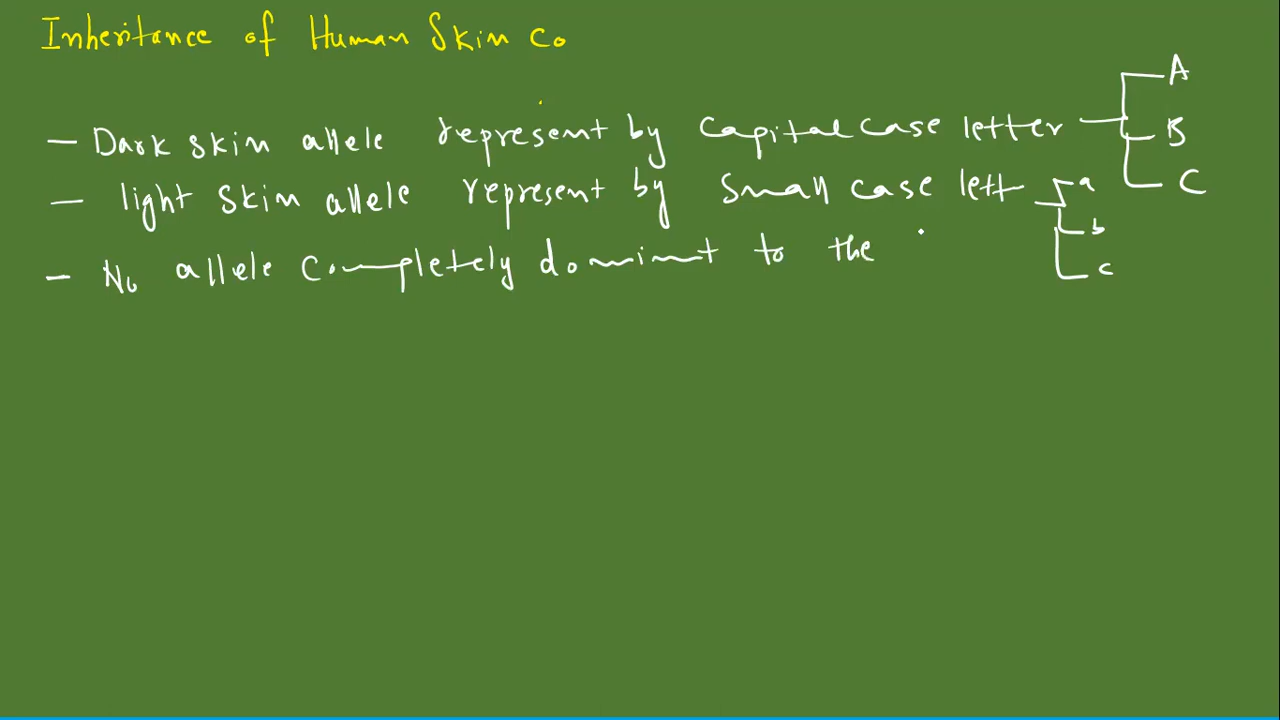 Inheritance of Human Skin Co
— Dark skin allele represent by Capital Case letter
A
B
C
— light skin allele represent by Small case lett
a
b
c
— No allele completely domint to the